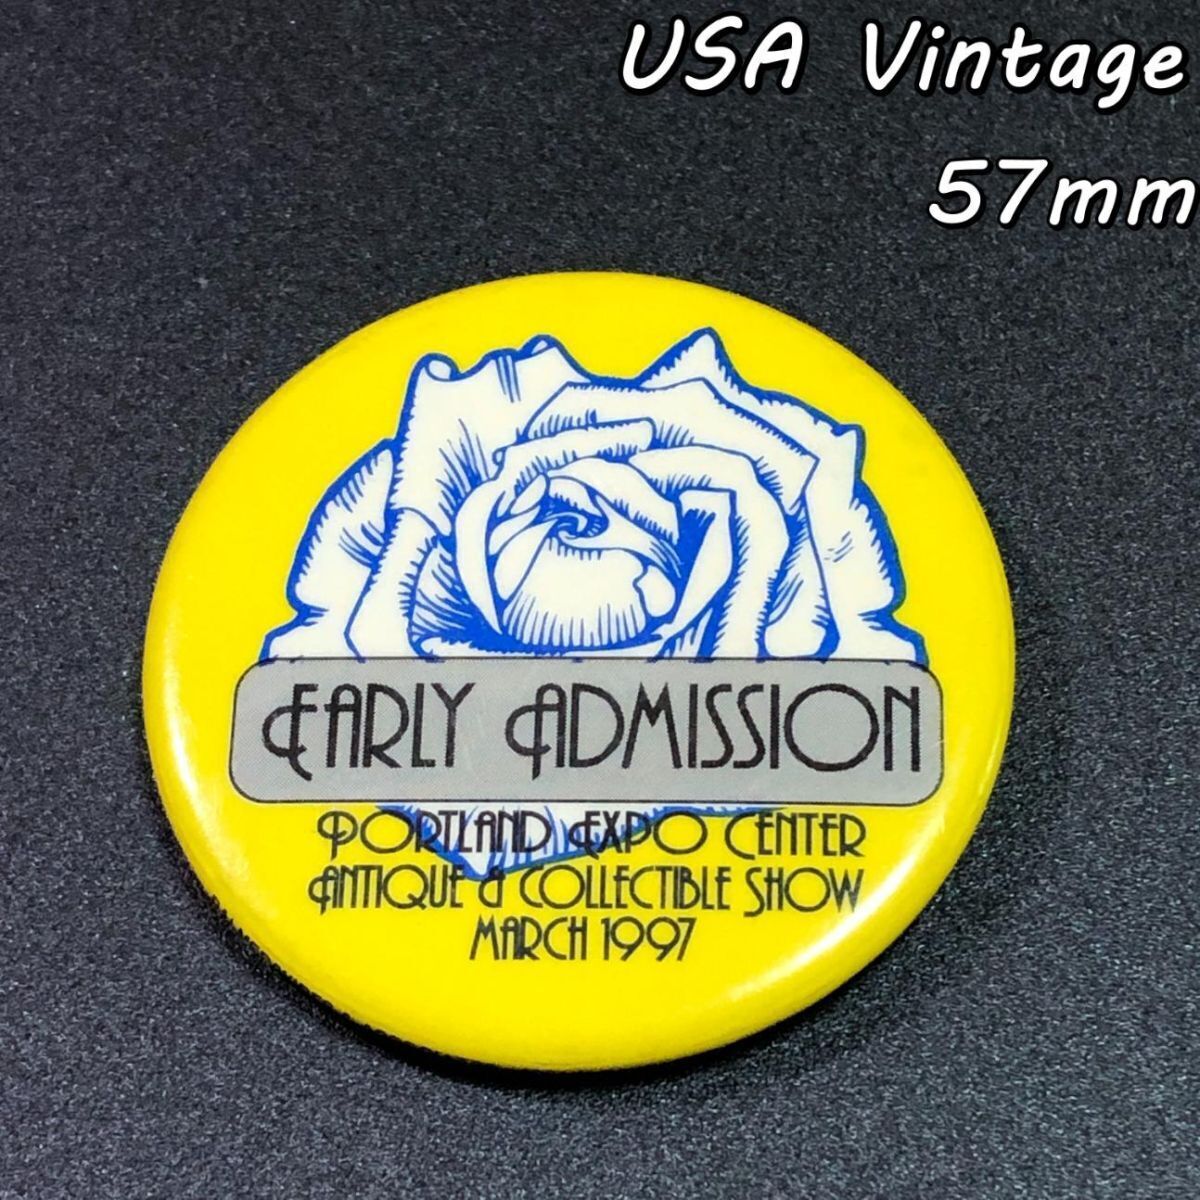 USA Vintage
57mm
EARLY ADMISSION
PORTLAND EXPO CENTER
ANTIQUE & COLLECTIBLE SHOW
MARCH 1997